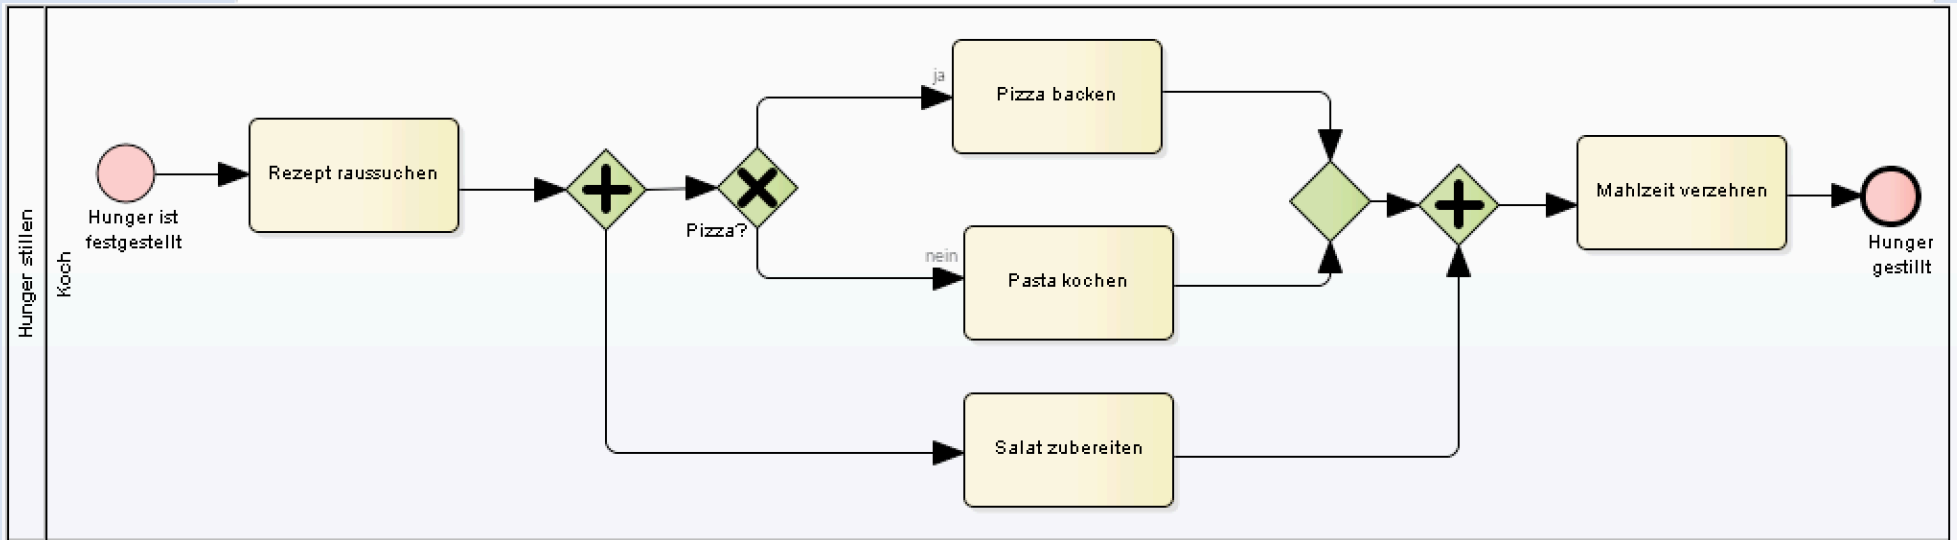 Hunger stillen
Koch
Hunger ist
festgestellt
Rezept raussuchen
Pizza?
ja
nein
Pizza backen
Pasta kochen
Salat zubereiten
Mahlzeit verzehren
Hunger
gestillt